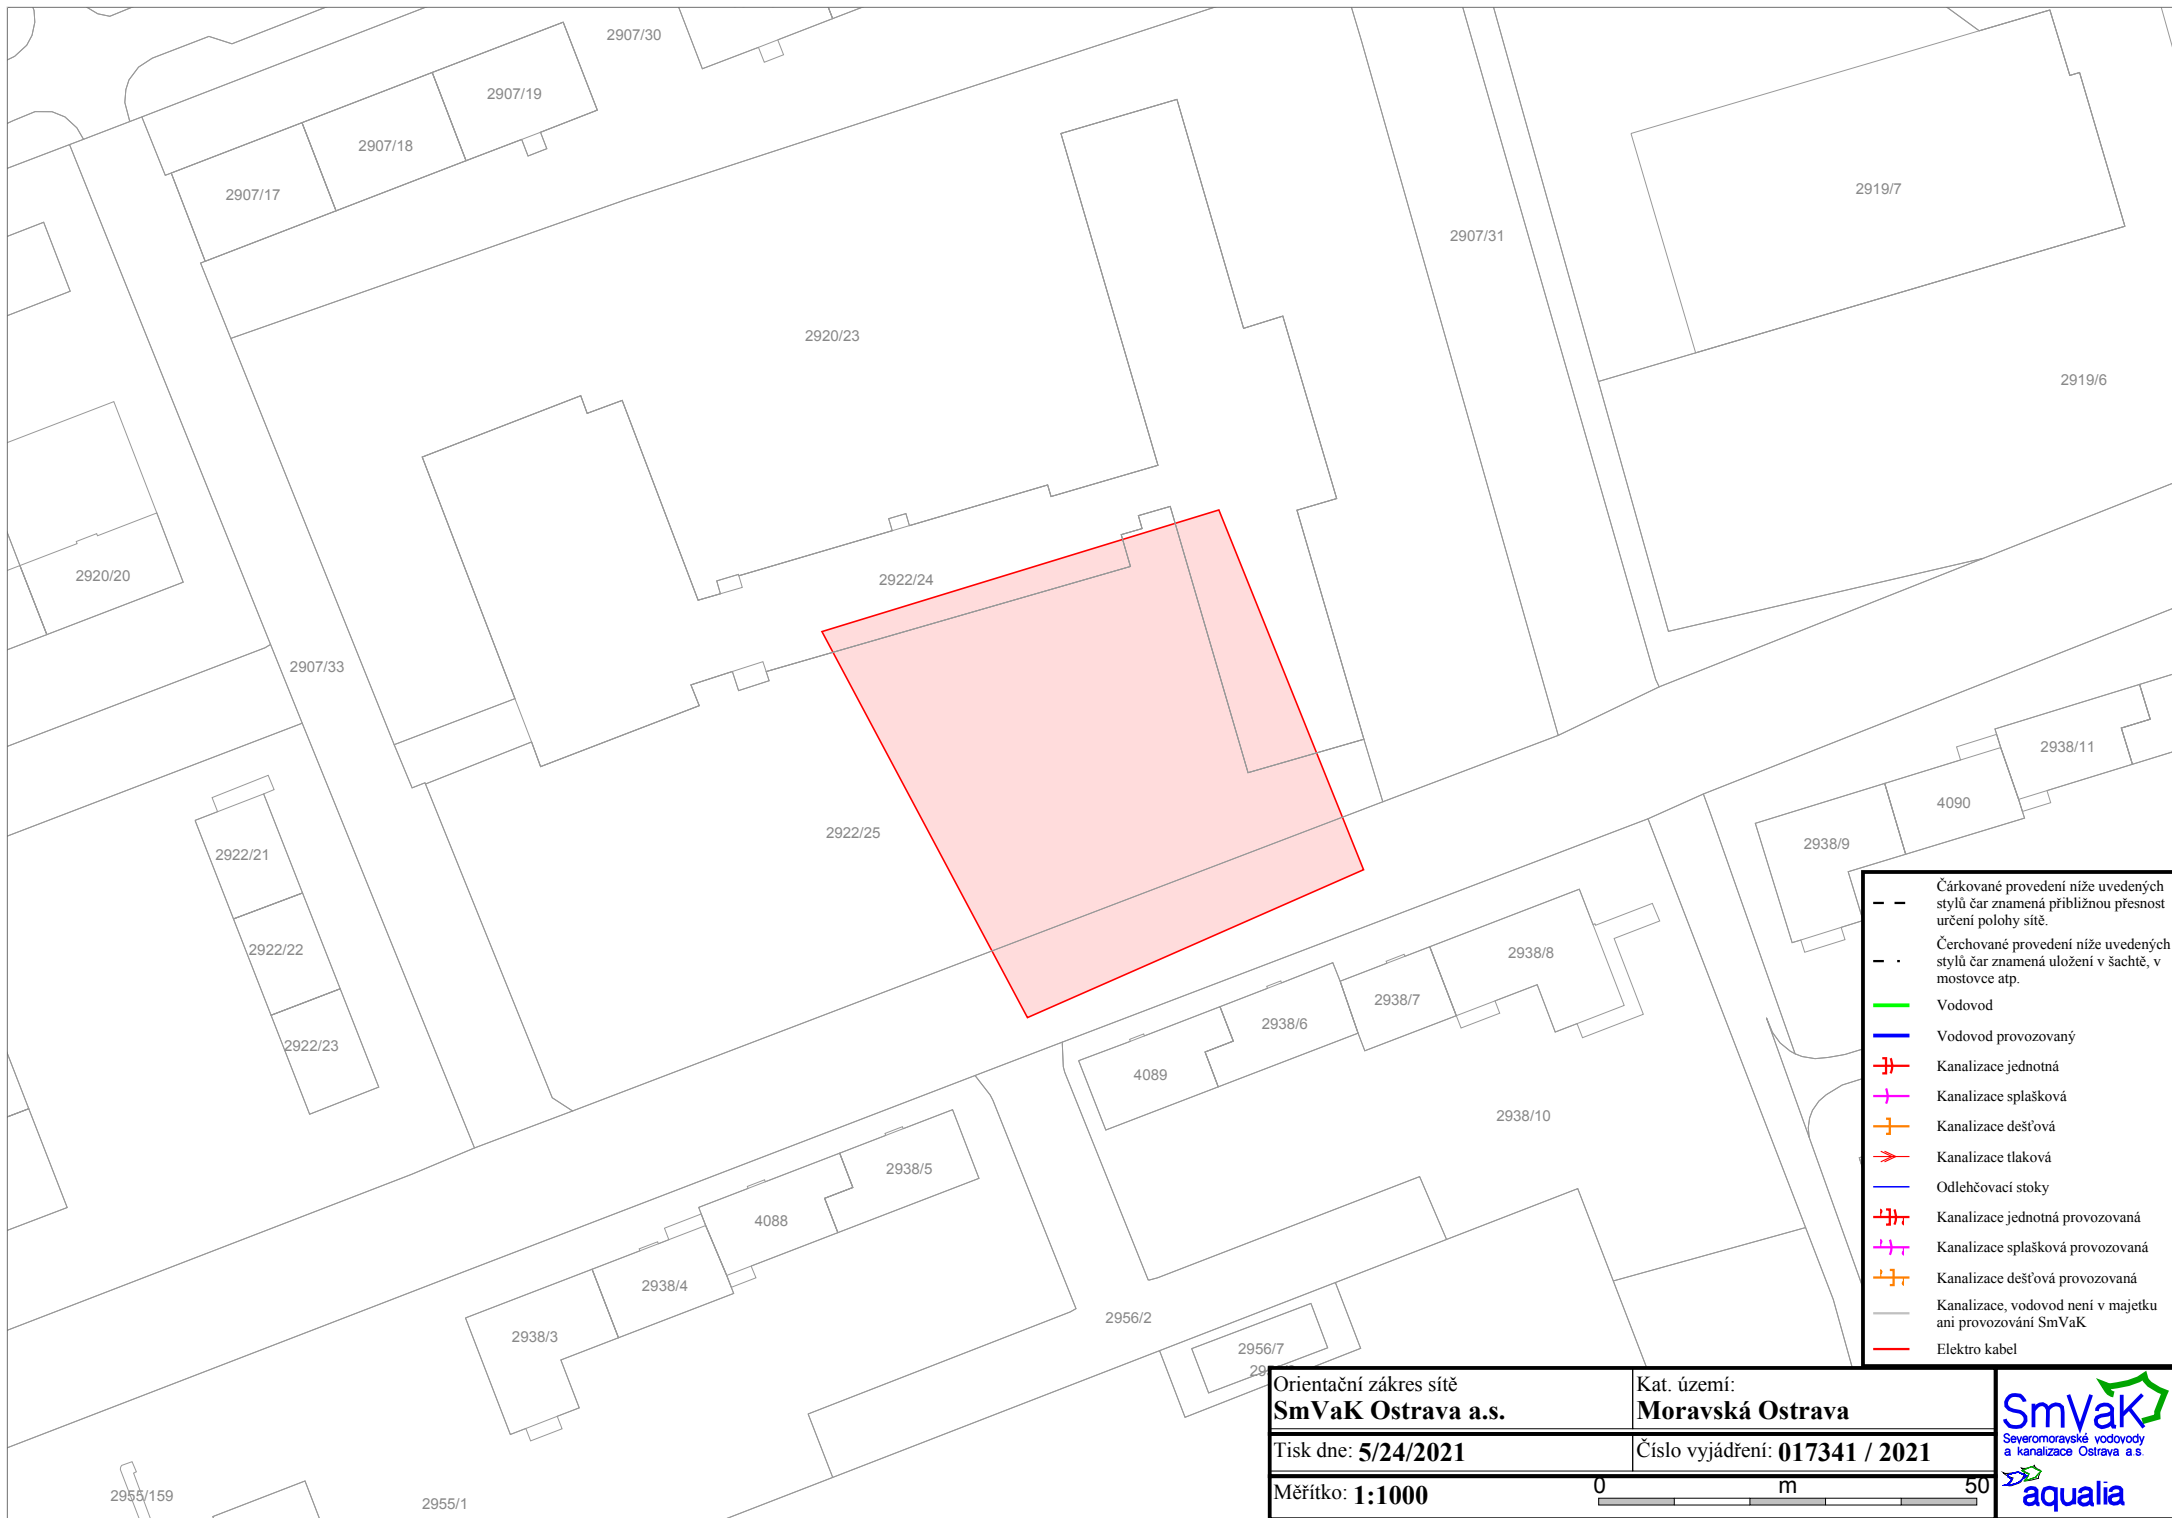 2907/30
2907/19
2907/18
2907/17
2919/7
2907/31
2920/23
2919/6
2920/20
2922/24
2907/33
2938/11
4090
2938/9
2922/25
2922/21
2922/22
2922/23
2938/8
2938/7
2938/6
4089
2938/10
2938/5
4088
2938/4
2938/3
2956/2
2956/7
2955/159
2955/1
Čárkované provedení níže uvedených
stylů čar znamená přibližnou přesnost
určení polohy sítě.
Čerchované provedení níže uvedených
stylů čar znamená uložení v šachtě, v
mostovce atp.
Vodovod
Vodovod provozovaný
Kanalizace jednotná
Kanalizace splašková
Kanalizace dešťová
Kanalizace tlaková
Odlehčovací stoky
Kanalizace jednotná provozovaná
Kanalizace splašková provozovaná
Kanalizace dešťová provozovaná
Kanalizace, vodovod není v majetku
ani provozování SmVaK
Elektro kabel
Orientační zákres sítě
SmVaK Ostrava a.s.
Kat. území:
Moravská Ostrava
Tisk dne: 5/24/2021
Číslo vyjádření: 017341 / 2021
Měřítko: 1:1000
0 m 50
SmVaK
Severomoravské vodovody
a kanalizace Ostrava a.s.
aqualia